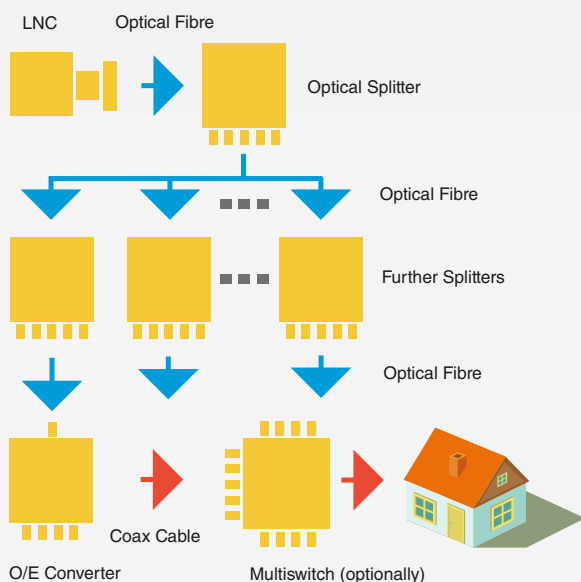 LNC
Optical Fibre
Optical Splitter
Optical Fibre
Further Splitters
Optical Fibre
Coax Cable
O/E Converter
Multiswitch (optionally)